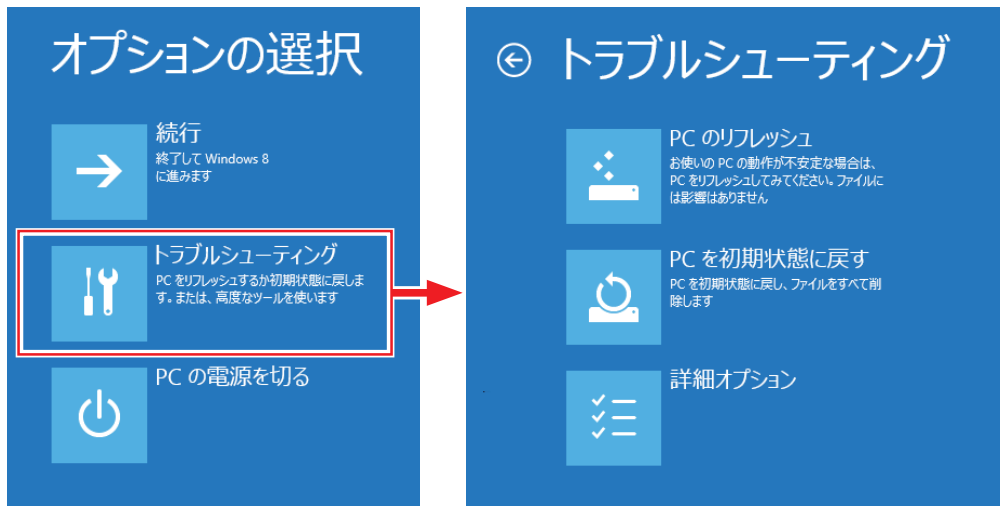 オプションの選択
続行
終了して Windows 8
に進みます
トラブルシューティング
PC をリフレッシュするか初期状態に戻しま
す。または、高度なツールを使います
PC の電源を切る
トラブルシューティング
PC のリフレッシュ
お使いの PC の動作が不安定な場合は、
PC をリフレッシュしてみてください。ファイルに
は影響はありません
PC を初期状態に戻す
PC を初期状態に戻し、ファイルをすべて削
除します
詳細オプション